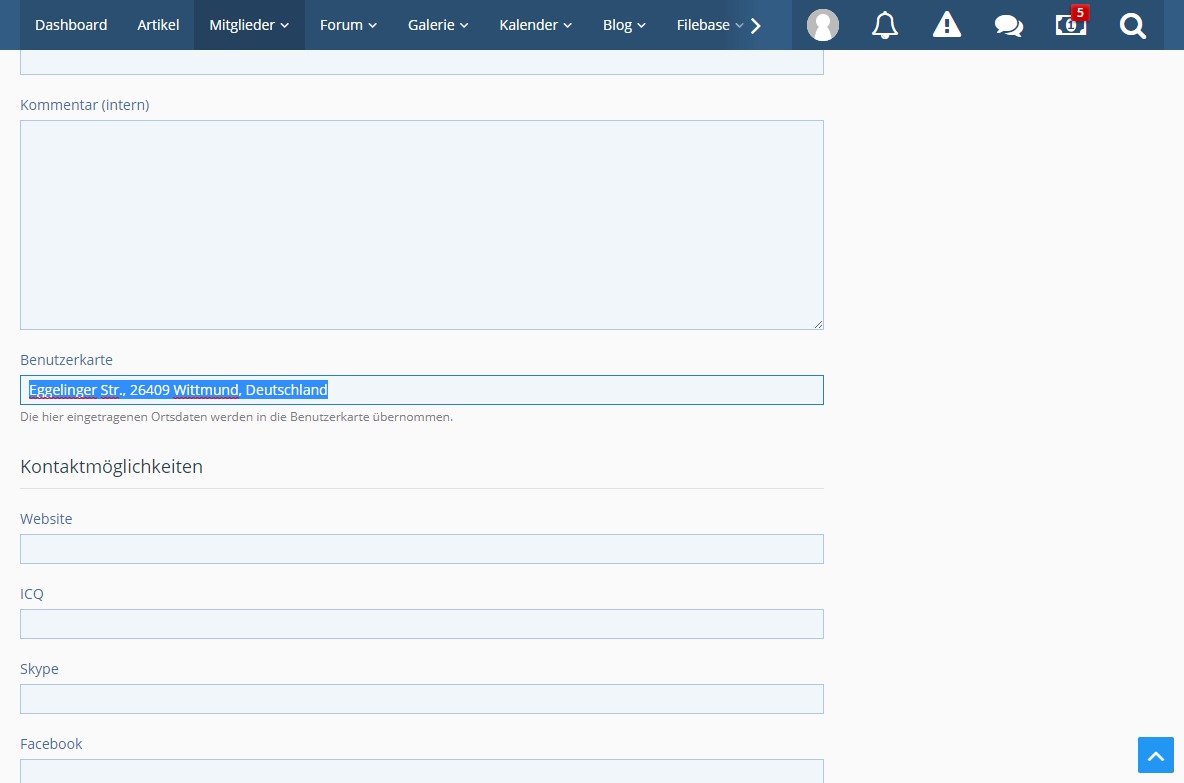 Dashboard Artikel Mitglieder Forum Galerie Kalender Blog Filebase 5
Kommentar (intern)
Benutzerkarte
Eggelinger Str., 26409 Wittmund, Deutschland
Die hier eingetragenen Ortsdaten werden in die Benutzerkarte übernommen.
Kontaktmöglichkeiten
Website
ICQ
Skype
Facebook